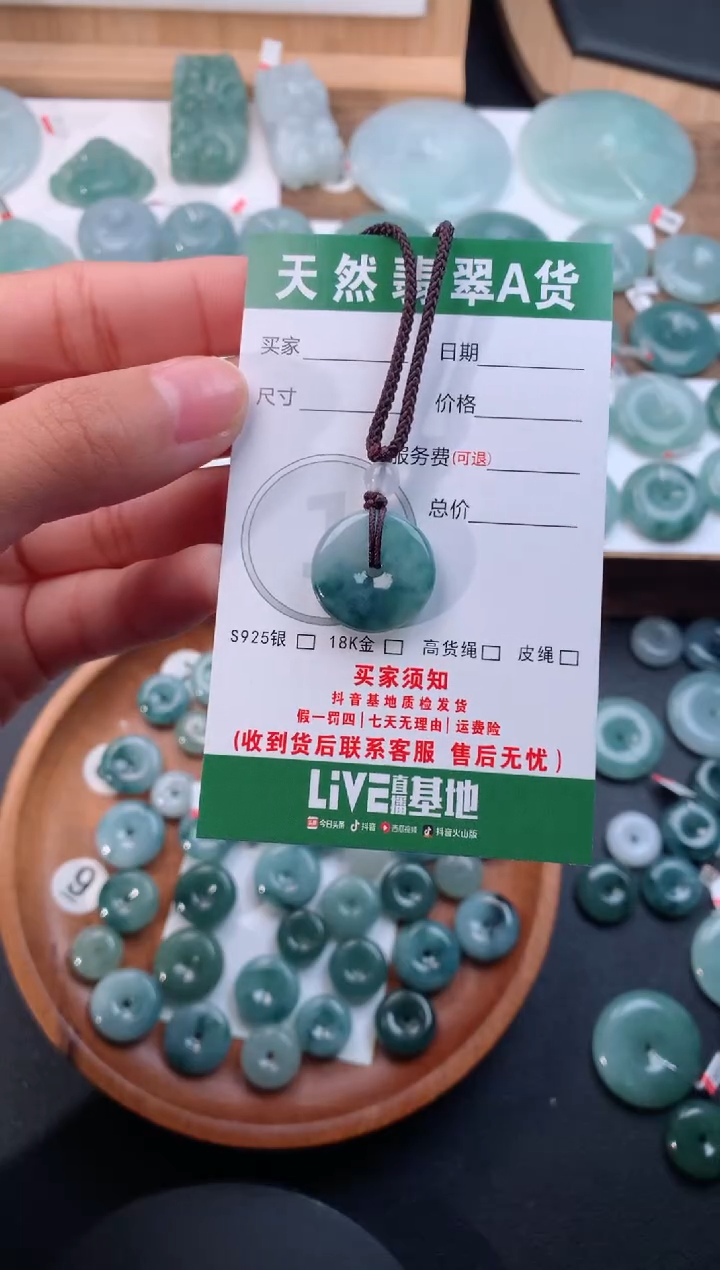 天然翡翠A货
买家 日期
尺寸 价格
服务费(可退)
总价
S925银 18K金 高货绳 皮绳
买家须知
抖音基地质检发货
假一罚四|七天无理由|运费险
(收到货后联系客服 售后无忧)
LiVE直播基地
今日头条 抖音 西瓜视频 抖音火山版
9